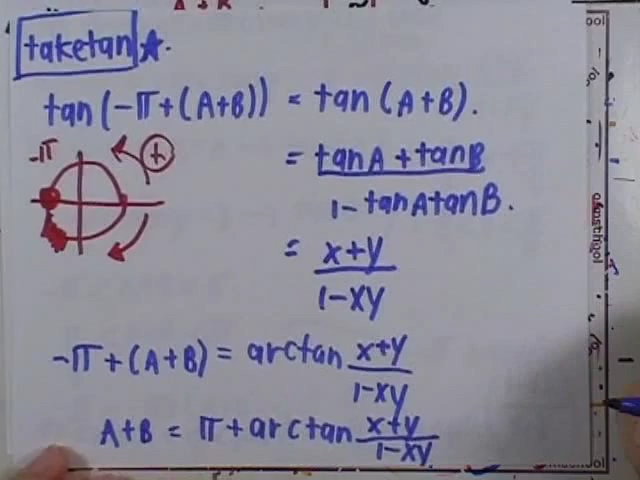 taketan
tan(-π+(A+B)) = tan(A+B).
= tanA+tanB
1-tanAtanB.
-π
+
= x+y
1-xy
-π+(A+B) = arctan x+y
1-xy
A+B = π+arctan x+y
1-xy